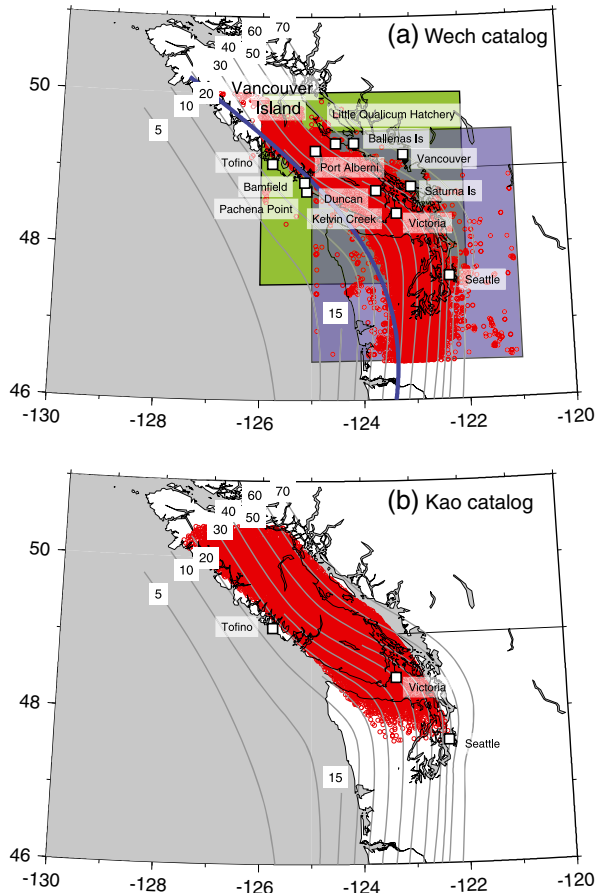 (a) Wech catalog
70
60
50
40
30
20
10
5
15
Vancouver
Island
Little Qualicum Hatchery
Ballenas Is
Vancouver
Port Alberni
Tofino
Saturna Is
Bamfield
Duncan
Pachena Point
Kelvin Creek
Victoria
Seattle
50
48
46
-130
-128
-126
-124
-122
-120
(b) Kao catalog
70
60
50
40
30
20
10
5
15
Tofino
Victoria
Seattle
50
48
46
-130
-128
-126
-124
-122
-120